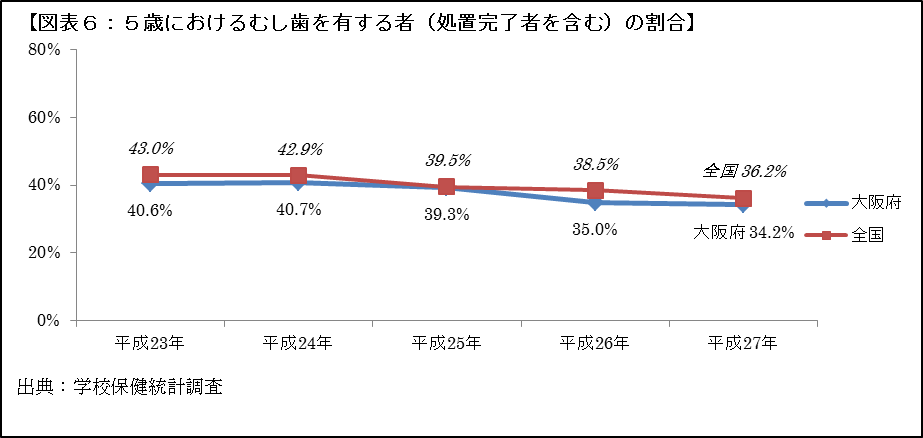 【図表６：５歳におけるむし歯を有する者（処置完了者を含む）の割合】
80%
60%
40%
20%
0%
43.0%
42.9%
39.5%
38.5%
全国 36.2%
40.6%
40.7%
39.3%
35.0%
大阪府 34.2%
大阪府
全国
平成23年
平成24年
平成25年
平成26年
平成27年
出典：学校保健統計調査